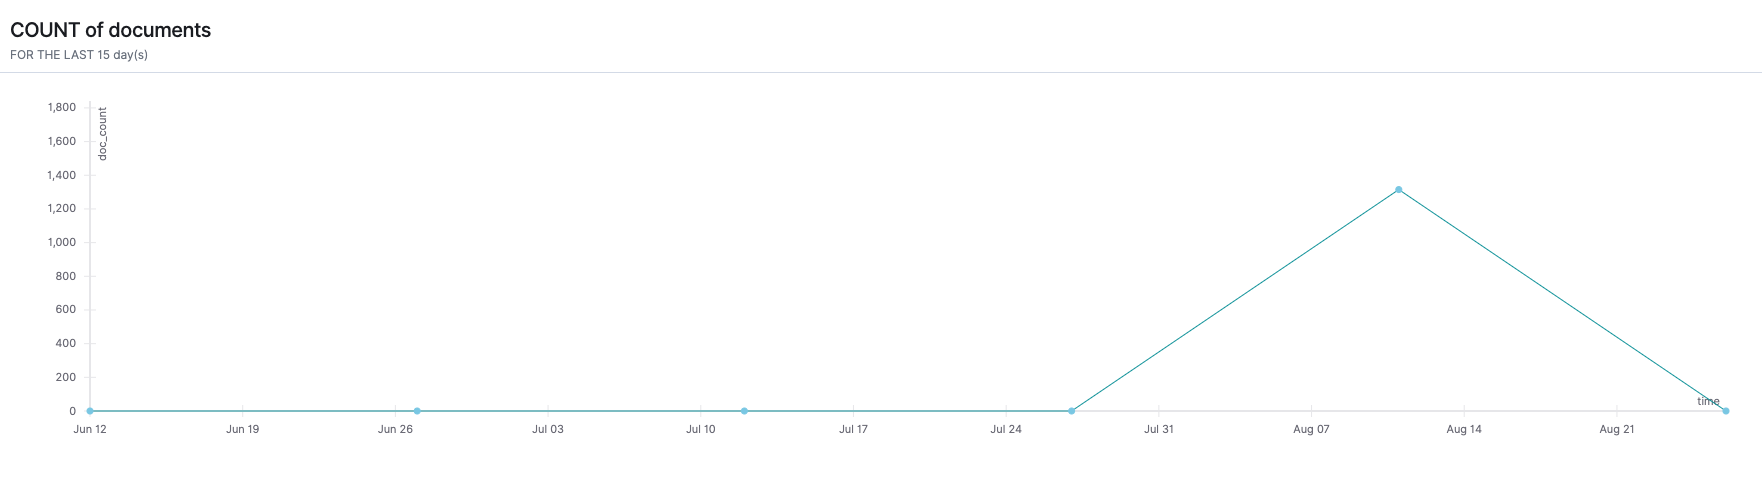 COUNT of documents
FOR THE LAST 15 day(s)
1,800
doc_count
1,600
1,400
1,200
1,000
800
600
400
200
0
time
Jun 12 Jun 19 Jun 26 Jul 03 Jul 10 Jul 17 Jul 24 Jul 31 Aug 07 Aug 14 Aug 21